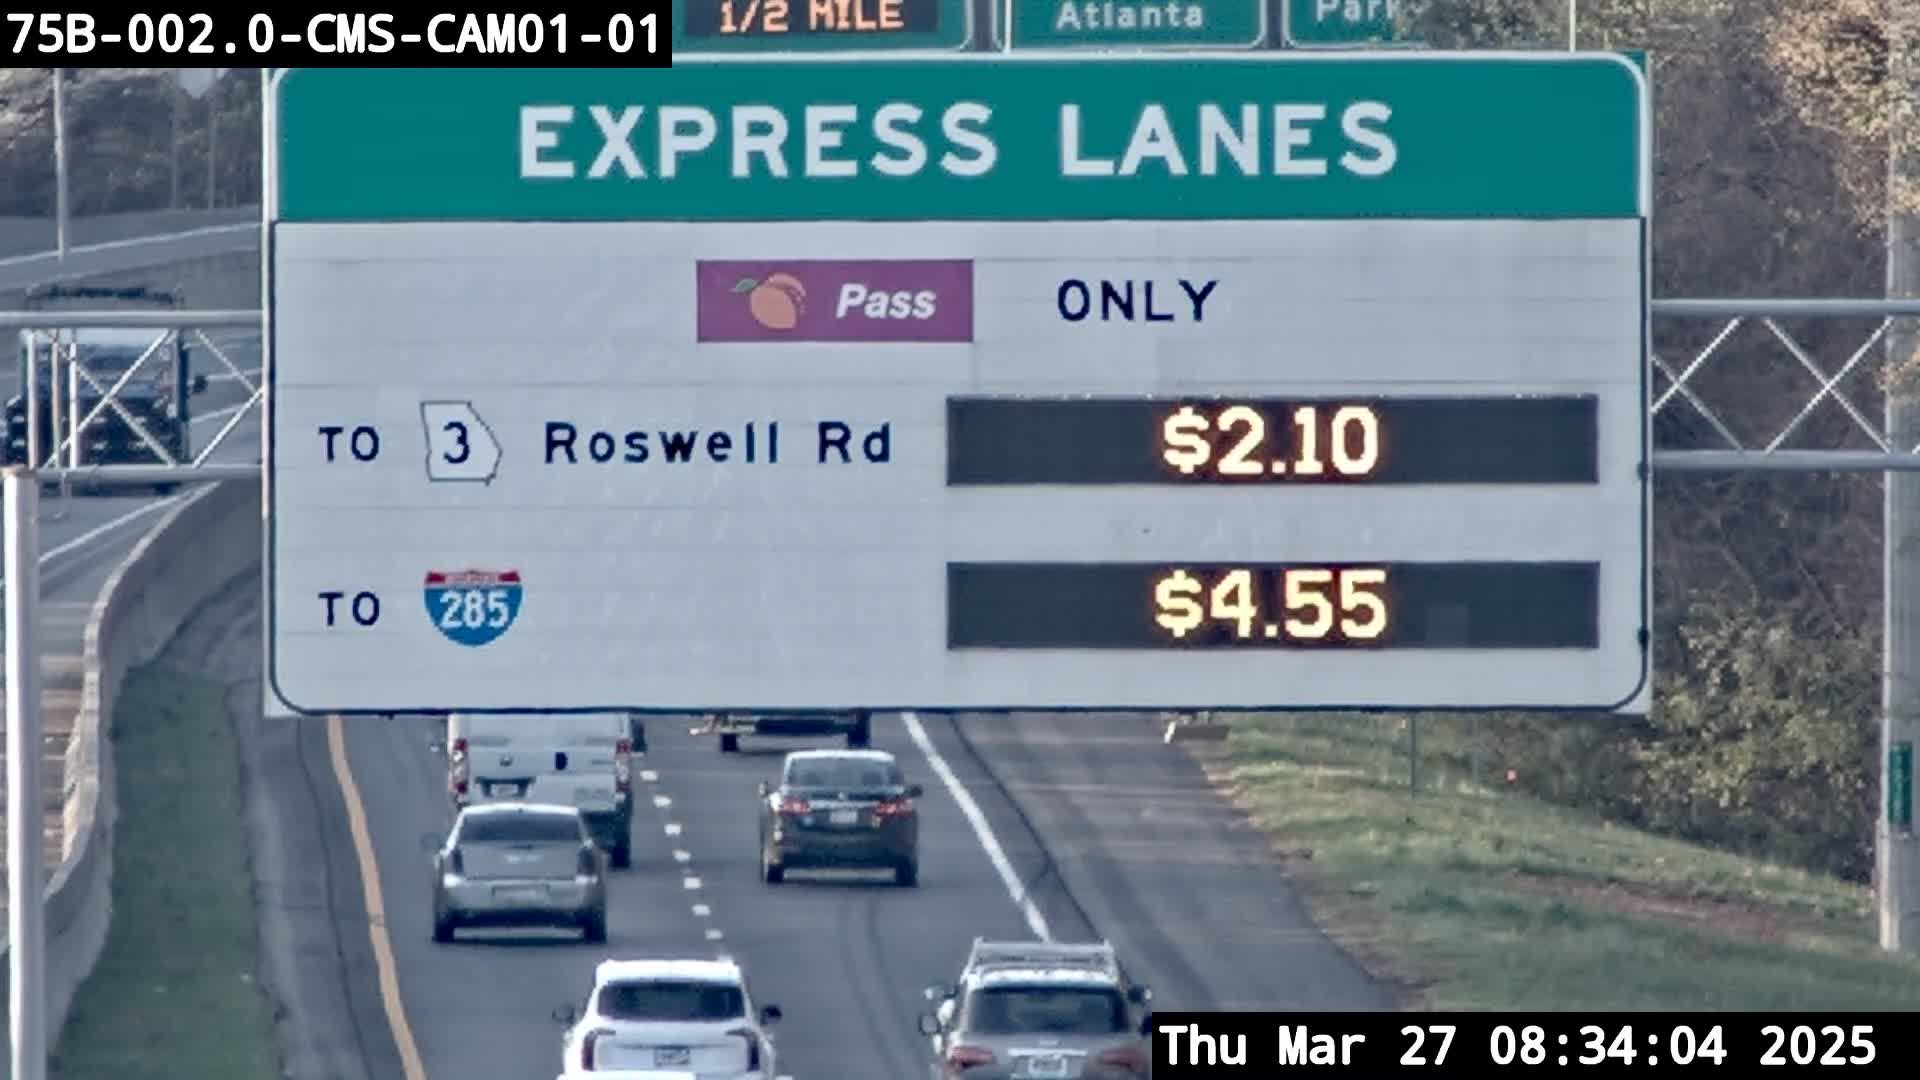 75B-002.0-CMS-CAM01-01
1/2 MILE
Atlanta
EXPRESS LANES
Pass ONLY
TO 3 Roswell Rd $2.10
TO 285 $4.55
Thu Mar 27 08:34:04 2025